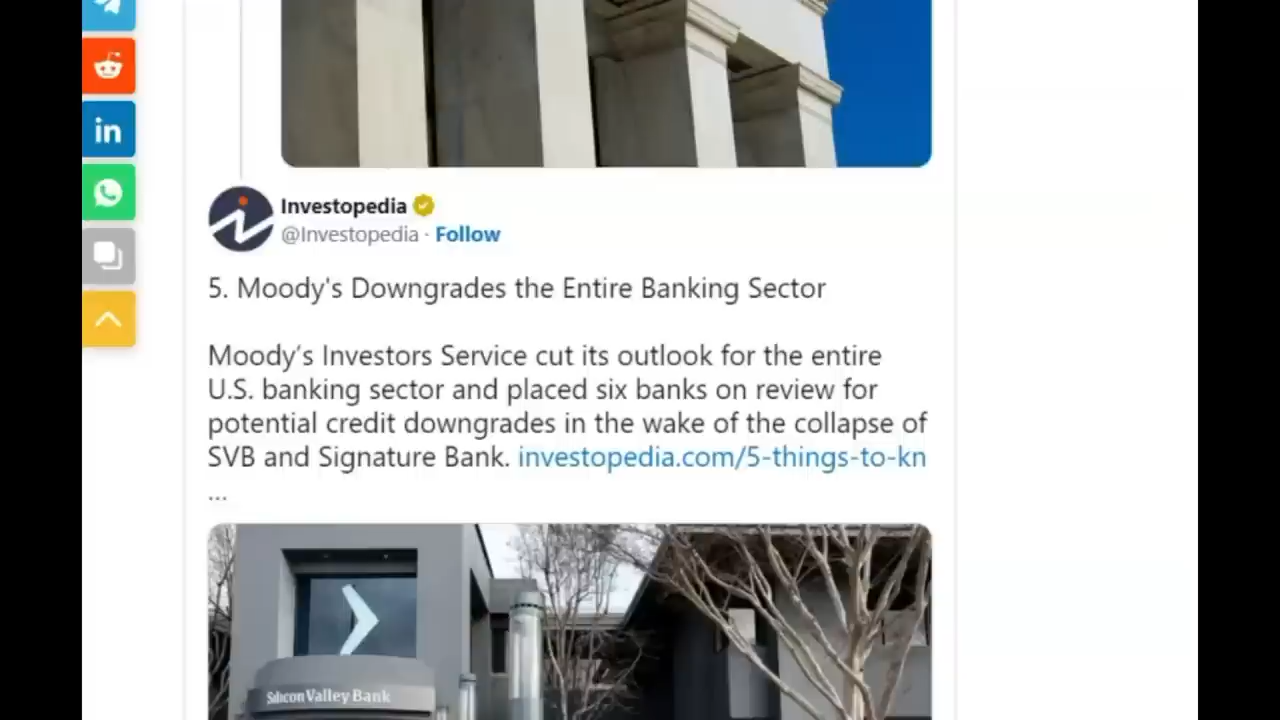 Investopedia
@Investopedia · Follow
5. Moody's Downgrades the Entire Banking Sector
Moody’s Investors Service cut its outlook for the entire
U.S. banking sector and placed six banks on review for
potential credit downgrades in the wake of the collapse of
SVB and Signature Bank. investopedia.com/5-things-to-kn
…
in
Silicon Valley Bank